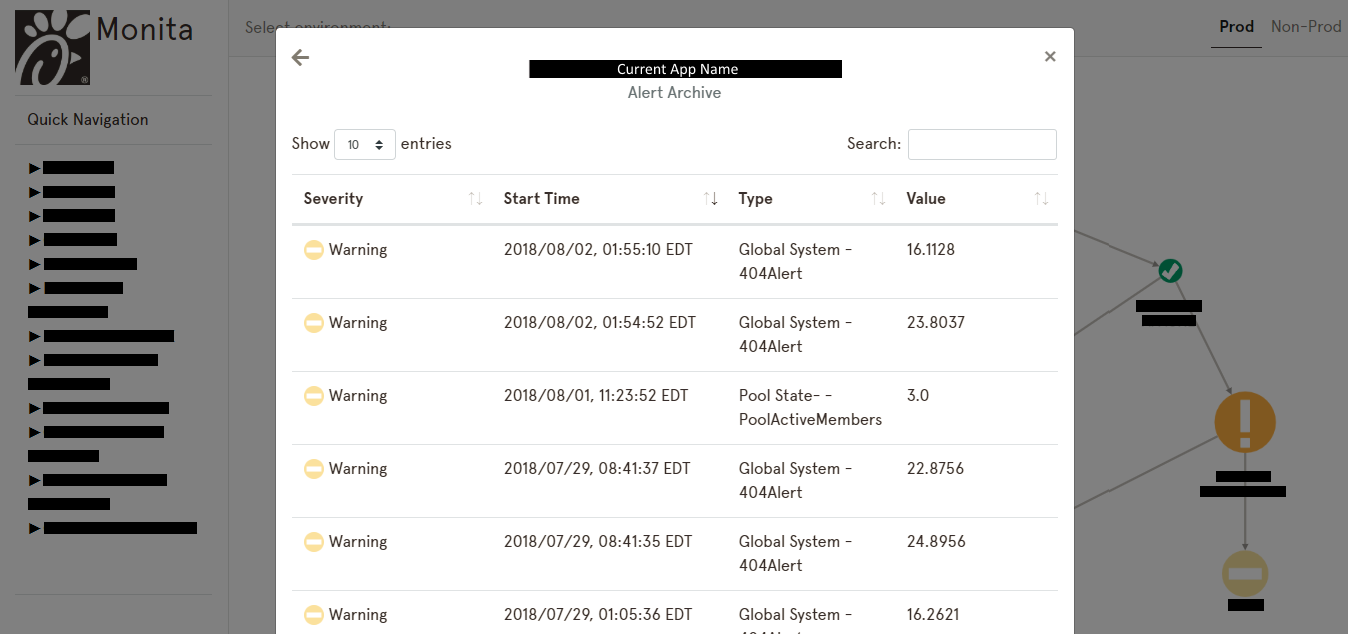 Monita
Select environment:
Prod Non-Prod
Quick Navigation
Current App Name
Alert Archive
Show 10 entries
Search:
Severity Start Time Type Value
Warning 2018/08/02, 01:55:10 EDT Global System - 16.1128
404Alert
Warning 2018/08/02, 01:54:52 EDT Global System - 23.8037
404Alert
Warning 2018/08/01, 11:23:52 EDT Pool State- - 3.0
PoolActiveMembers
Warning 2018/07/29, 08:41:37 EDT Global System - 22.8756
404Alert
Warning 2018/07/29, 08:41:35 EDT Global System - 24.8956
404Alert
Warning 2018/07/29, 01:05:36 EDT Global System - 16.2621
404Alert